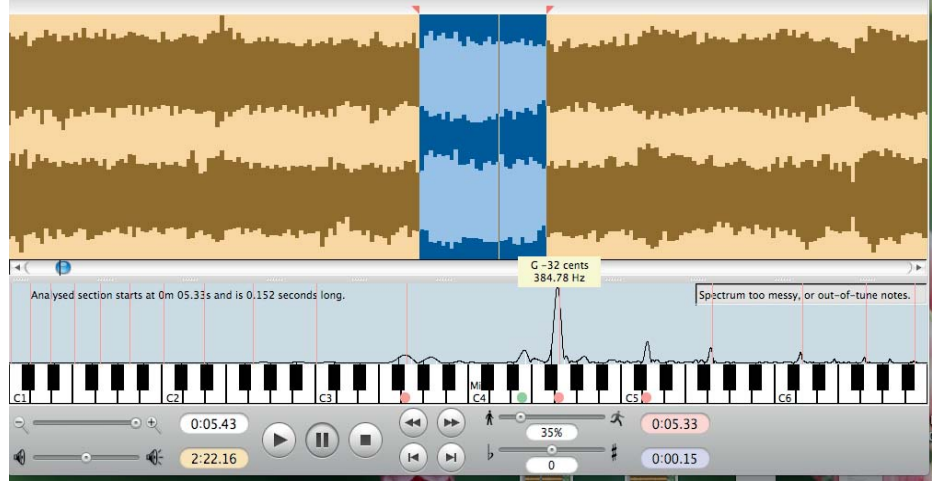 G -32 cents
384.78 Hz
Analysed section starts at 0m 05.33s and is 0.152 seconds long.
Spectrum too messy, or out-of-tune notes.
C1
C2
C3
Mi
C4
C5
C6
0:05.43
35%
0:05.33
2:22.16
♭
0
♯
0:00.15